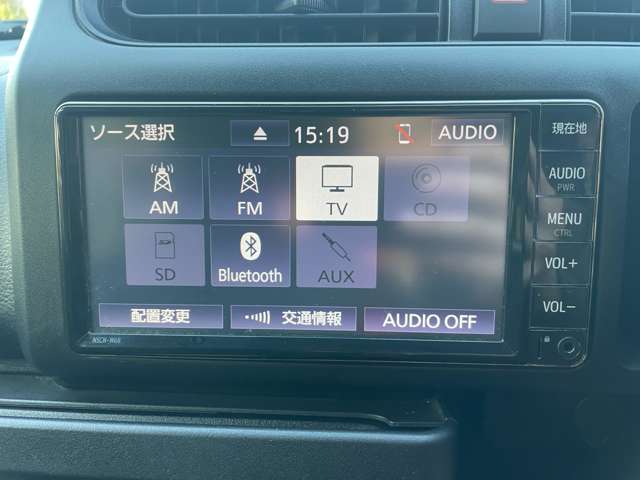 ソース選択 15:19 AUDIO
AM FM TV CD
SD Bluetooth AUX
配置変更 交通情報 AUDIO OFF
NSCN-W68
現在地
AUDIO
PWR
MENU
CTRL
VOL+
VOL−